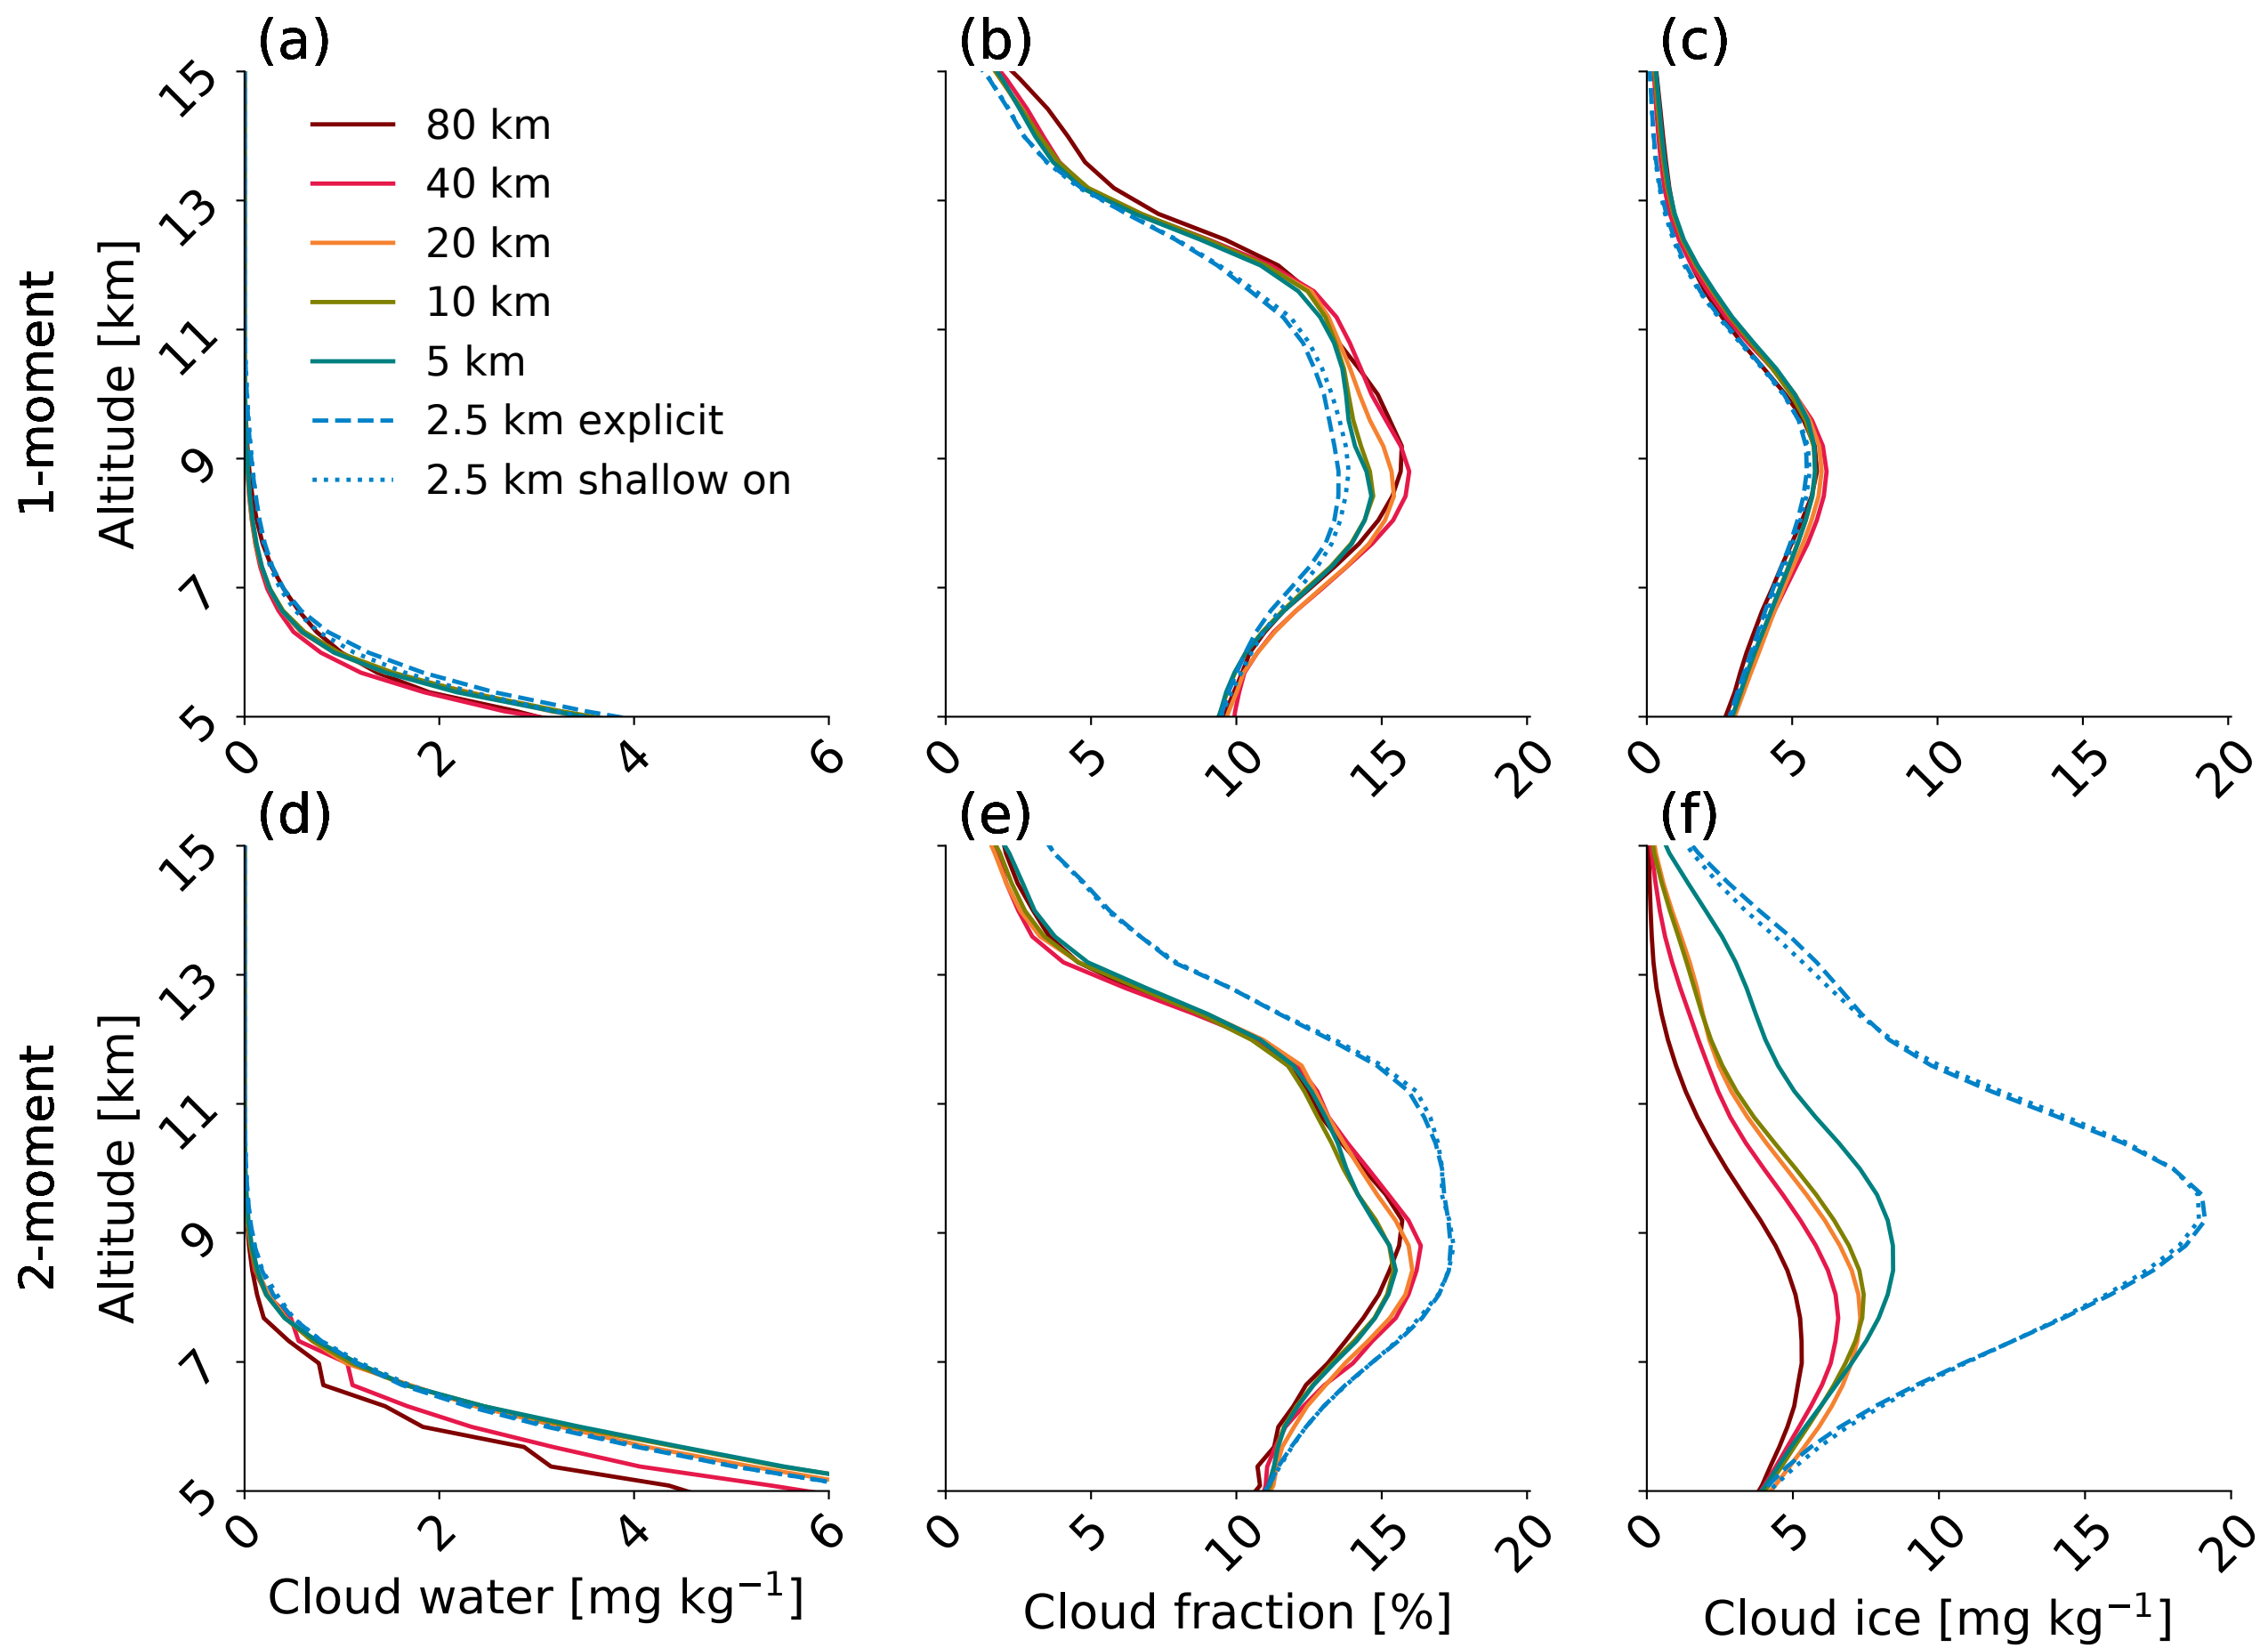 (a)
(b)
(c)
1-moment
Altitude [km]
15
13
11
9
7
5
80 km
40 km
20 km
10 km
5 km
2.5 km explicit
2.5 km shallow on
0
2
4
6
0
5
10
15
20
0
5
10
15
20
(d)
(e)
(f)
2-moment
Altitude [km]
15
13
11
9
7
5
0
2
4
6
0
5
10
15
20
0
5
10
15
20
Cloud water [mg kg⁻¹]
Cloud fraction [%]
Cloud ice [mg kg⁻¹]